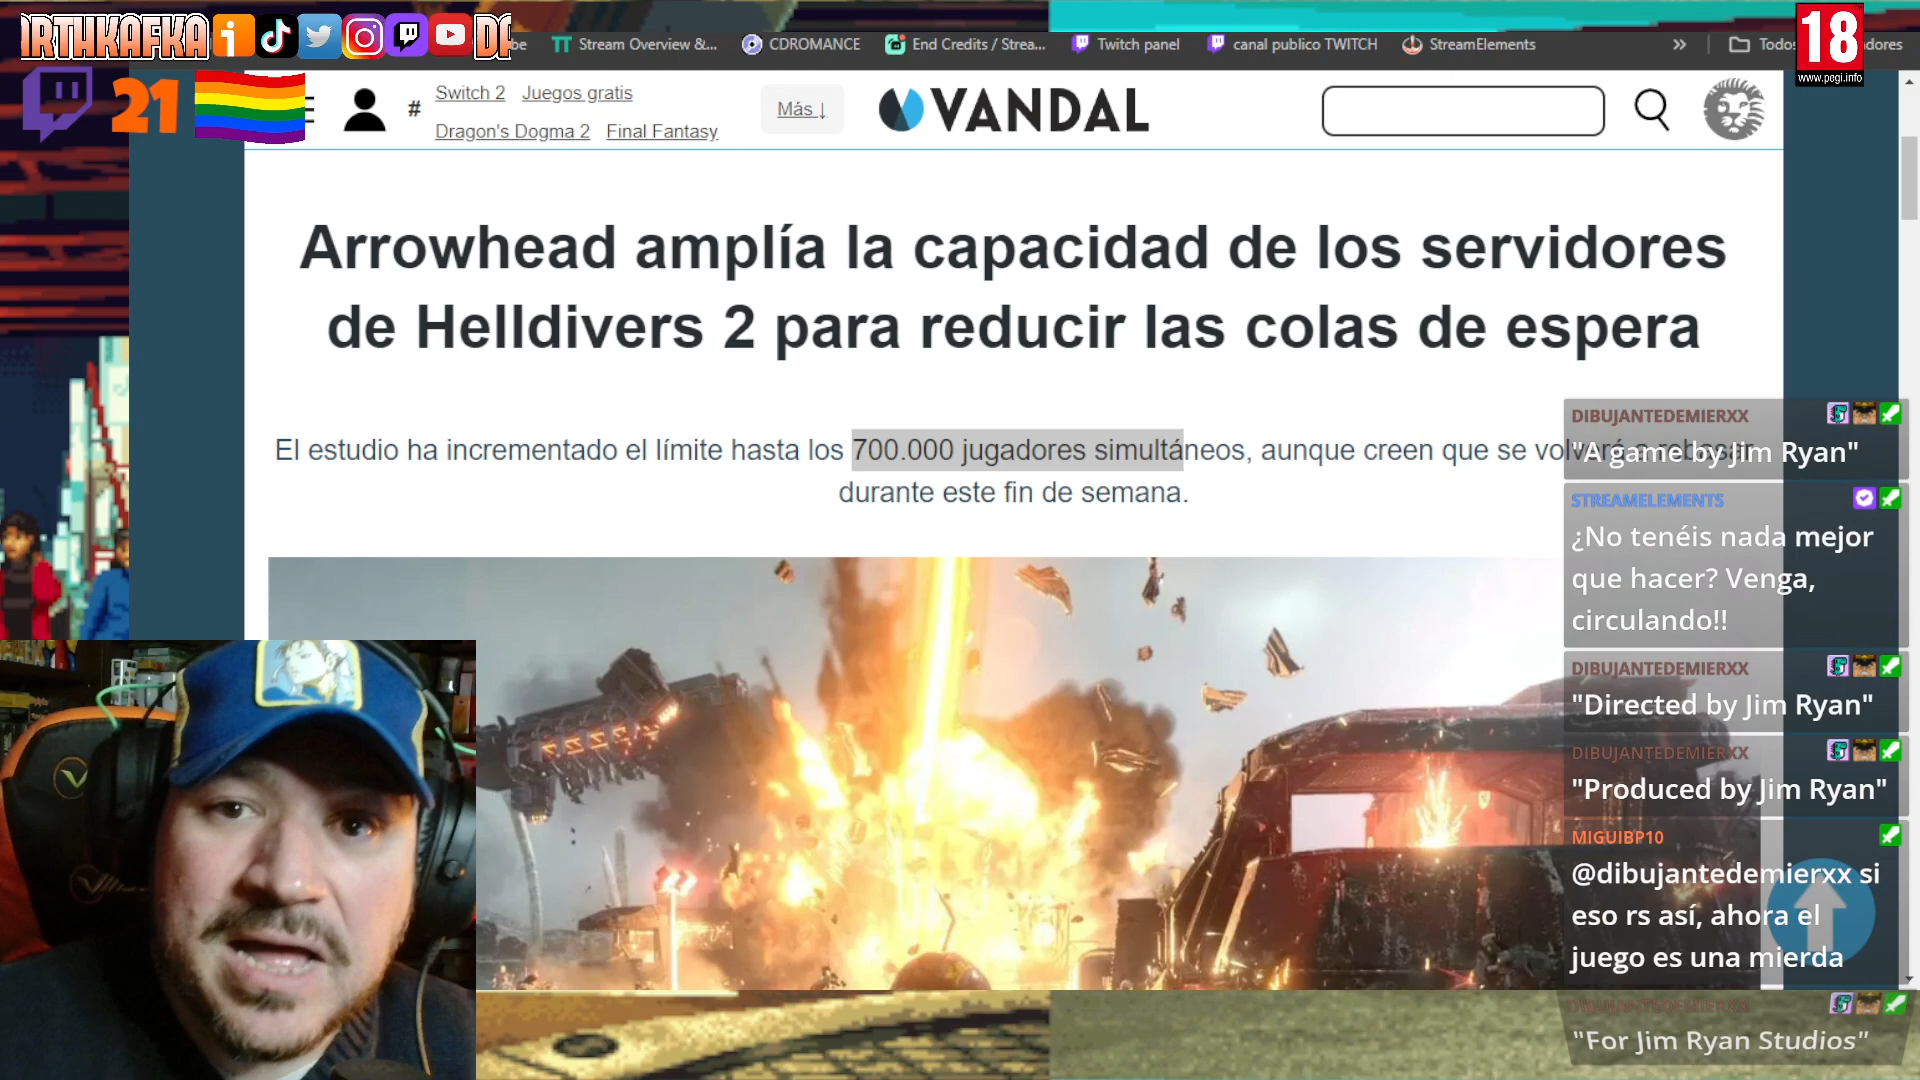 IRTHKAFKA
be
Stream Overview &...
CDROMANCE
End Credits / Strea...
Twitch panel
canal publico TWITCH
StreamElements
»
18
www.pegi.info
21
#
Switch 2
Juegos gratis
Dragon's Dogma 2
Final Fantasy
Más ↓
VANDAL
Arrowhead amplía la capacidad de los servidores
de Helldivers 2 para reducir las colas de espera
El estudio ha incrementado el límite hasta los 700.000 jugadores simultáneos, aunque creen que se
durante este fin de semana.
DIBUJANTEDEMIERXX
"A game by Jim Ryan"
STREAMELEMENTS
¿No tenéis nada mejor
que hacer? Venga,
circulando!!
DIBUJANTEDEMIERXX
"Directed by Jim Ryan"
DIBUJANTEDEMIERXX
"Produced by Jim Ryan"
MIGUIBP10
@dibujantedemierxx si
eso rs así, ahora el
juego es una mierda
DIBUJANTEDEMIERXX
"For Jim Ryan Studios"